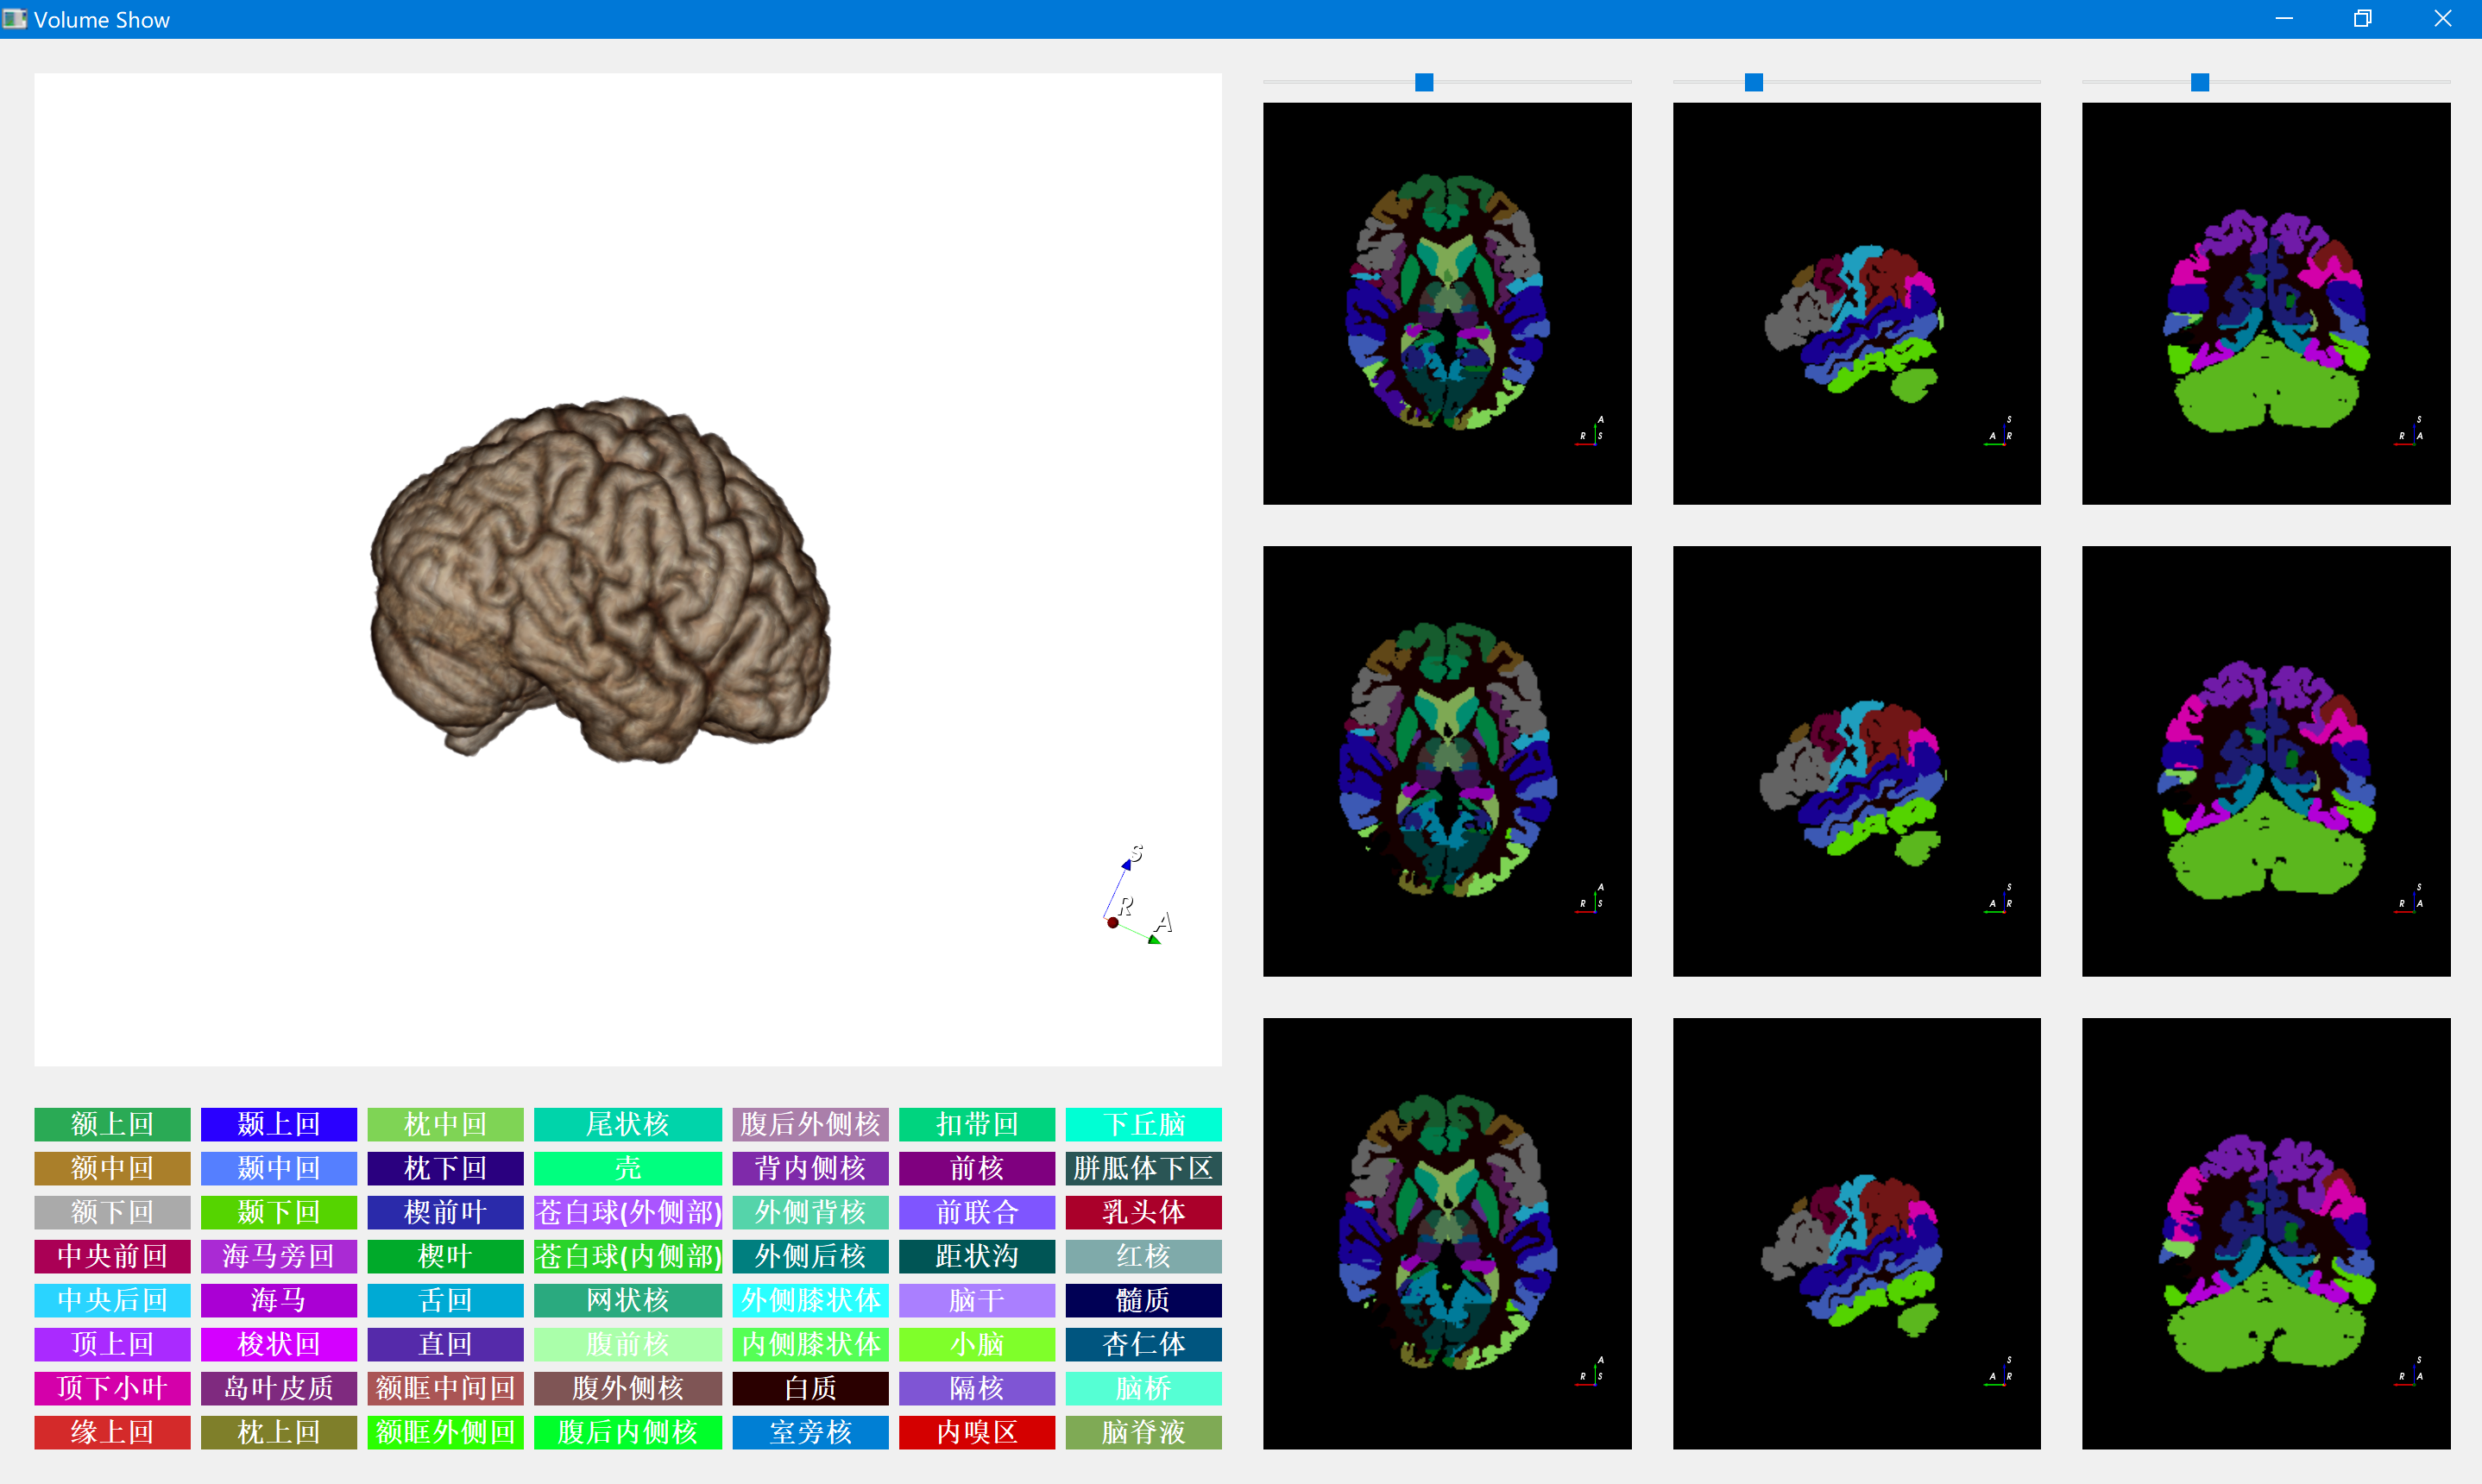 Volume Show
A
R S
S
A R
S
R A
S
R
A
A
R S
S
A R
S
R A
额上回 颞上回 枕中回 尾状核 腹后外侧核 扣带回 下丘脑
额中回 颞中回 枕下回 壳 背内侧核 前核 胼胝体下区
额下回 颞下回 楔前叶 苍白球(外侧部) 外侧背核 前联合 乳头体
中央前回 海马旁回 楔叶 苍白球(内侧部) 外侧后核 距状沟 红核
中央后回 海马 舌回 网状核 外侧膝状体 脑干 髓质
顶上回 梭状回 直回 腹前核 内侧膝状体 小脑 杏仁体
顶下小叶 岛叶皮质 额眶中间回 腹外侧核 白质 隔核 脑桥
缘上回 枕上回 额眶外侧回 腹后内侧核 室旁核 内嗅区 脑脊液
A
R S
S
A R
S
R A